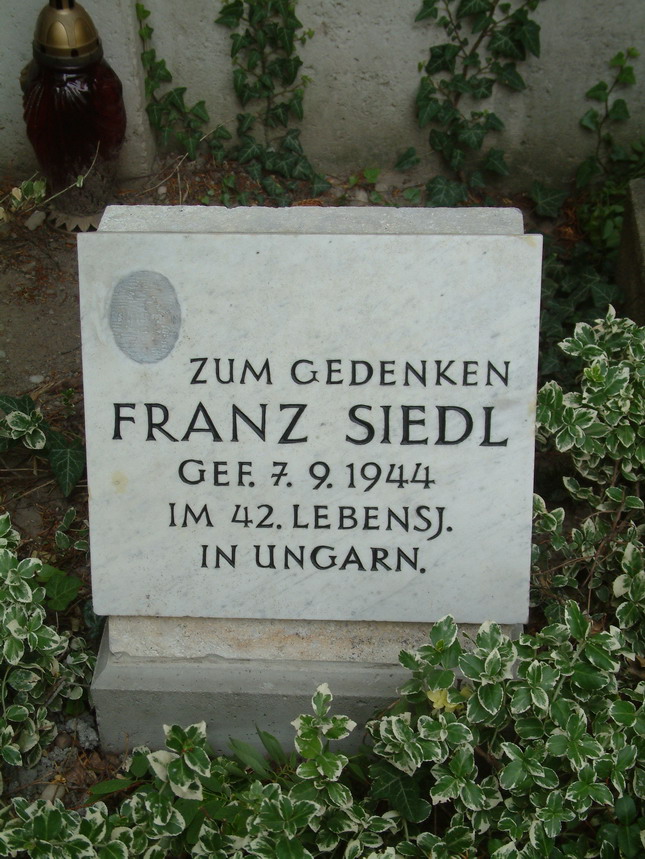 ZUM GEDENKEN
FRANZ SIEDL
GEF. 7. 9. 1944
IM 42. LEBENSJ.
IN UNGARN.